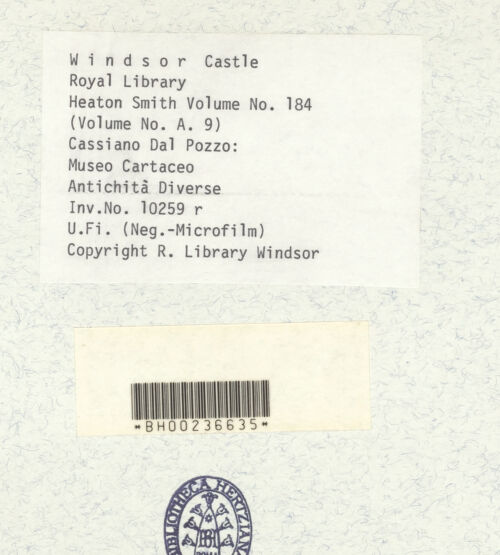 W i n d s o r Castle
Royal Library
Heaton Smith Volume No. 184
(Volume No. A. 9)
Cassiano Dal Pozzo:
Museo Cartaceo
Antichità Diverse
Inv.No. 10259 r
U.Fi. (Neg.-Microfilm)
Copyright R. Library Windsor
*BH00236635*
BIBLIOTHECA HERTZIANA